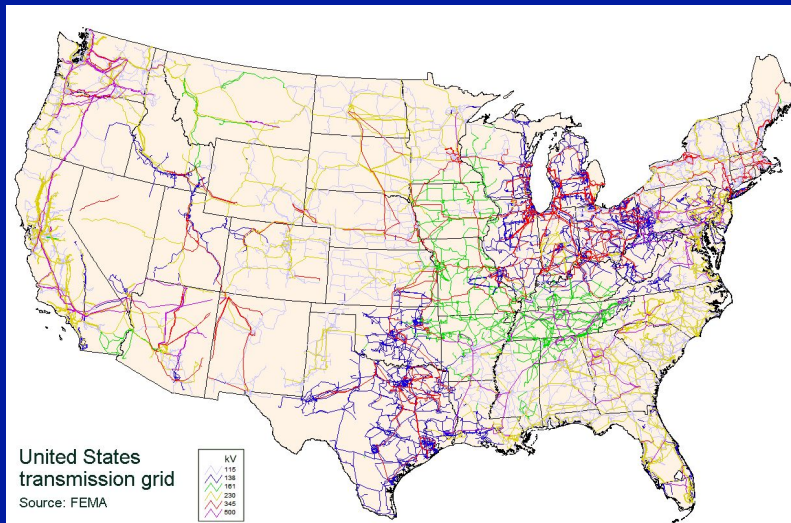 United States
transmission grid
Source: FEMA
kV
115
138
161
230
345
500